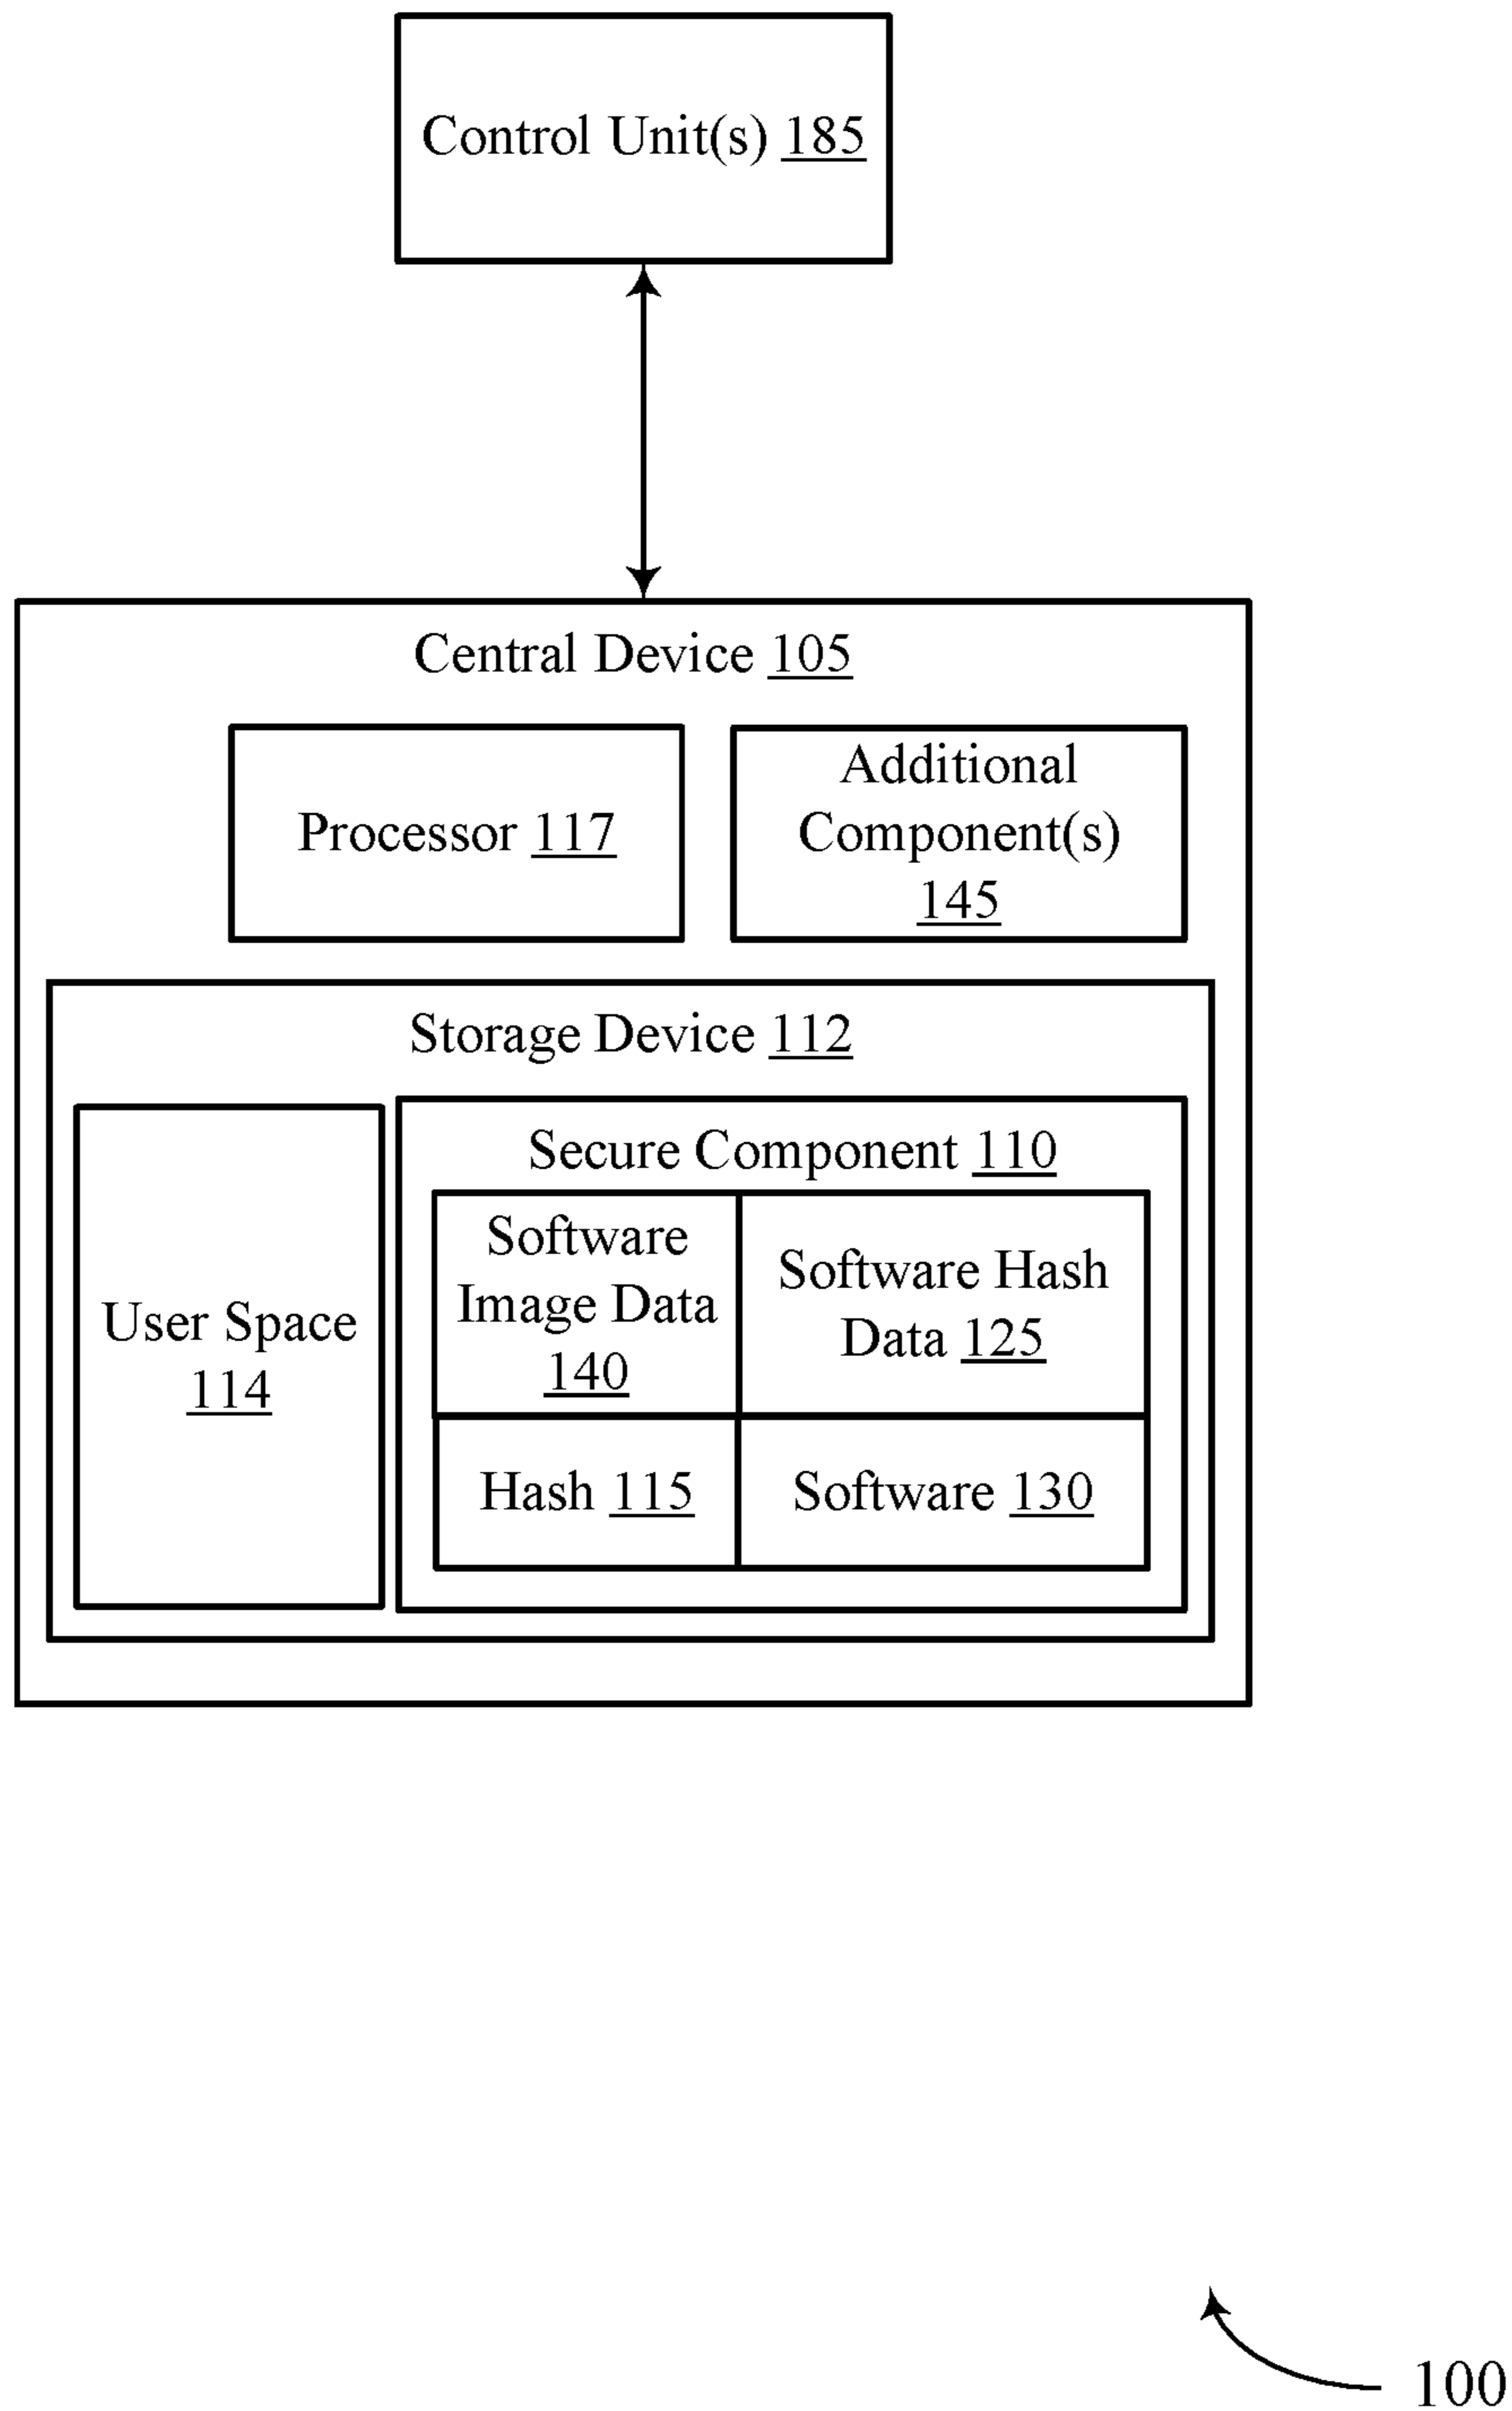 Control Unit(s) 185
Central Device 105
Processor 117
Additional
Component(s)
145
Storage Device 112
User Space
114
Secure Component 110
Software
Image Data
140
Software Hash
Data 125
Hash 115
Software 130
100